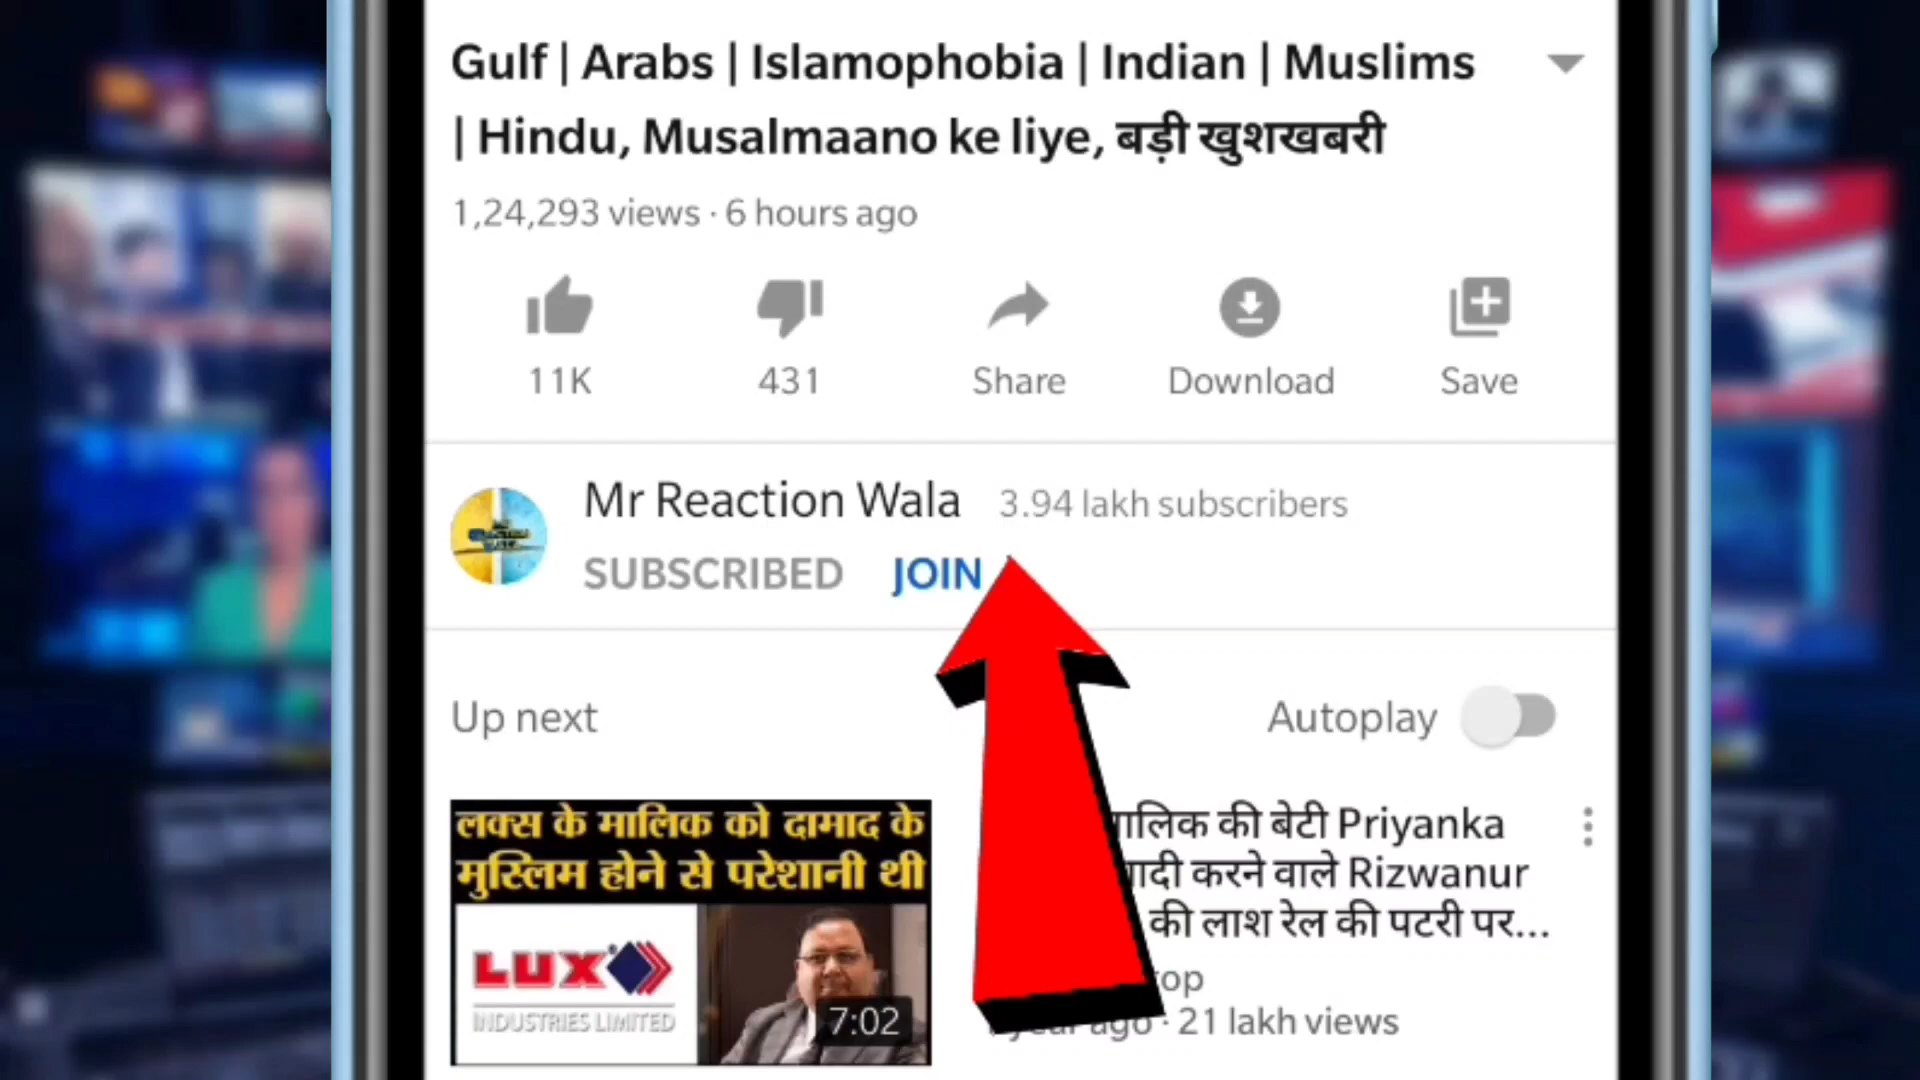 Gulf | Arabs | Islamophobia | Indian | Muslims
| Hindu, Musalmaano ke liye, बड़ी खुशखबरी
1,24,293 views · 6 hours ago
11K
431
Share
Download
Save
Mr Reaction Wala 3.94 lakh subscribers
SUBSCRIBED JOIN
Up next
Autoplay
लक्स के मालिक को दामाद के
मुस्लिम होने से परेशानी थी
LUX
INDUSTRIES LIMITED
7:02
की बेटी Priyanka
करने वाले Rizwanur
की लाश रेल की पटरी पर...
year ago · 21 lakh views